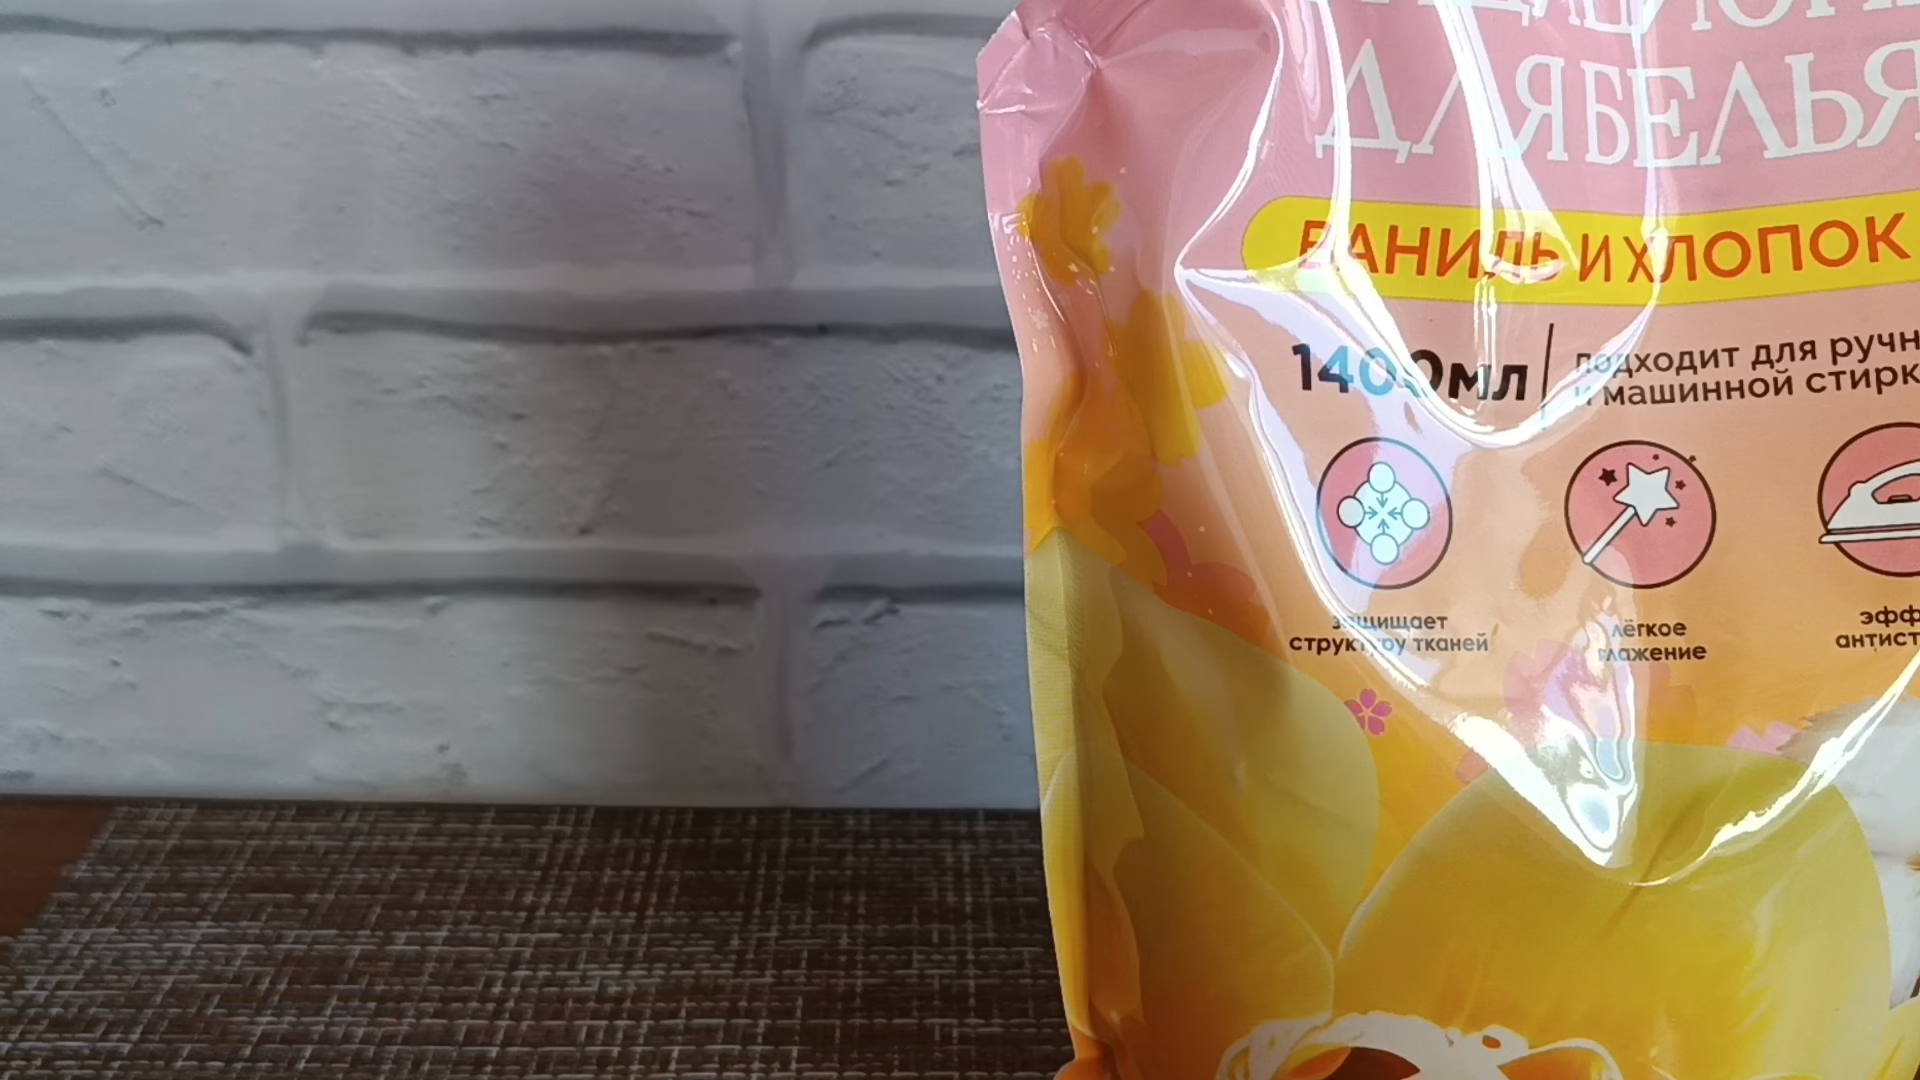 ДЛЯ БЕЛЬЯ
ВАНИЛЬ И ХЛОПОК
1400мл
подходит для ручн
и машинной стирк
защищает
структуру тканей
лёгкое
глажение
эфф
антист